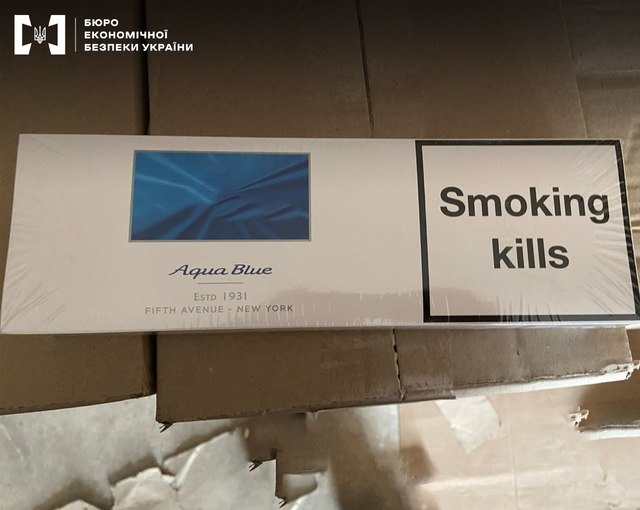 БЮРО
ЕКОНОМІЧНОЇ
БЕЗПЕКИ УКРАЇНИ
Smoking
kills
Aqua Blue
ESTD 1931
FIFTH AVENUE - NEW YORK